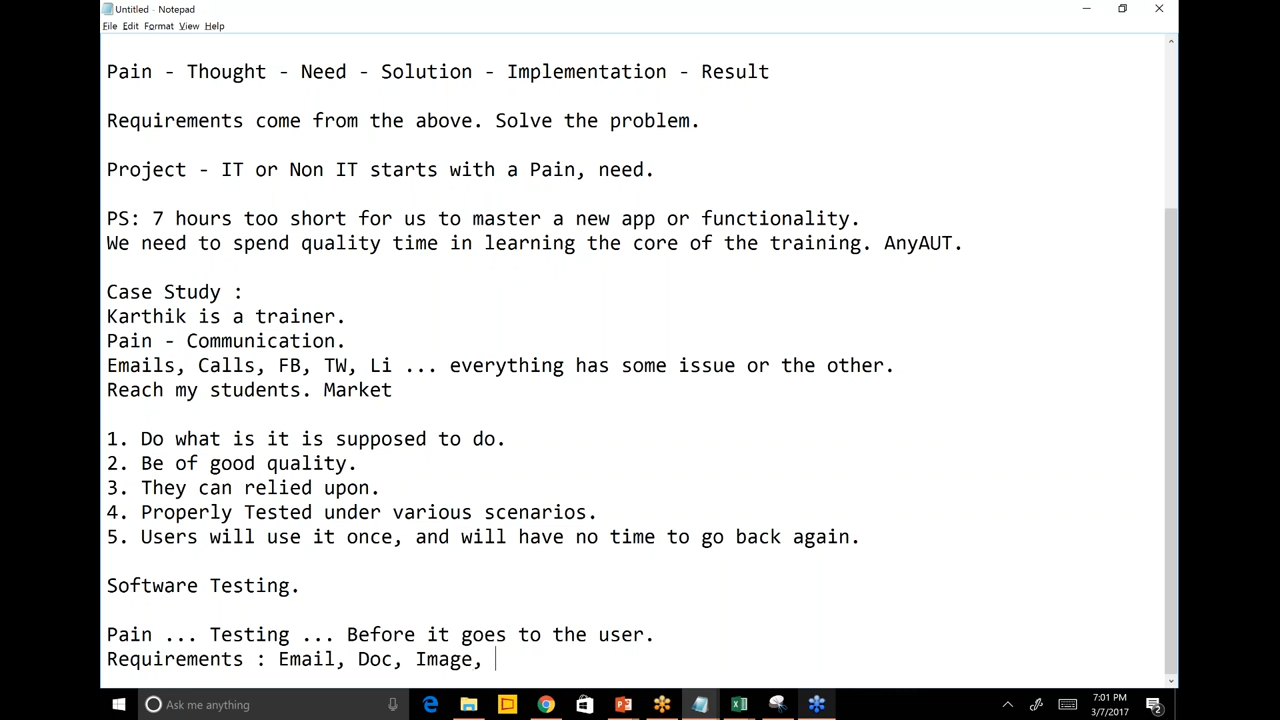 Untitled - Notepad
File Edit Format View Help
Pain - Thought - Need - Solution - Implementation - Result
Requirements come from the above. Solve the problem.
Project - IT or Non IT starts with a Pain, need.
PS: 7 hours too short for us to master a new app or functionality.
We need to spend quality time in learning the core of the training. AnyAUT.
Case Study :
Karthik is a trainer.
Pain - Communication.
Emails, Calls, FB, TW, Li ... everything has some issue or the other.
Reach my students. Market
1. Do what is it is supposed to do.
2. Be of good quality.
3. They can relied upon.
4. Properly Tested under various scenarios.
5. Users will use it once, and will have no time to go back again.
Software Testing.
Pain ... Testing ... Before it goes to the user.
Requirements : Email, Doc, Image,
Ask me anything
7:01 PM
3/7/2017
2